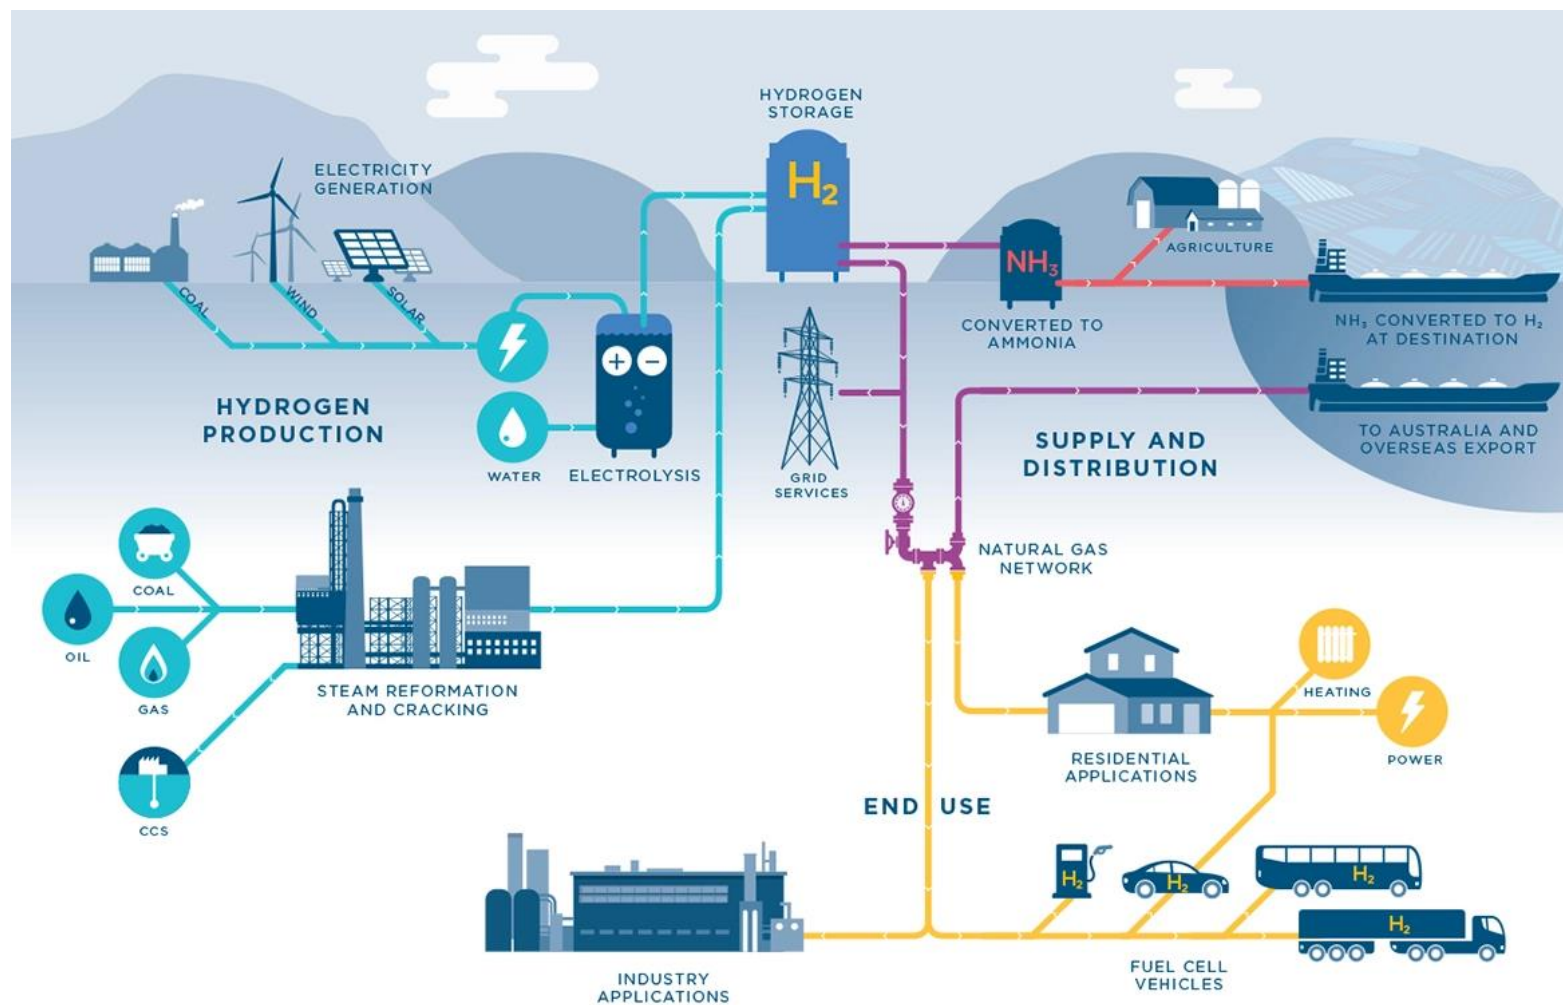 HYDROGEN
STORAGE
H₂
ELECTRICITY
GENERATION
COAL
WIND
SOLAR
AGRICULTURE
NH₃
CONVERTED TO
AMMONIA
NH₃ CONVERTED TO H₂
AT DESTINATION
HYDROGEN
PRODUCTION
+ −
WATER
ELECTROLYSIS
GRID
SERVICES
SUPPLY AND
DISTRIBUTION
TO AUSTRALIA AND
OVERSEAS EXPORT
NATURAL GAS
NETWORK
COAL
OIL
GAS
CCS
STEAM REFORMATION
AND CRACKING
HEATING
POWER
RESIDENTIAL
APPLICATIONS
END USE
H₂
H₂
H₂
H₂
INDUSTRY
APPLICATIONS
FUEL CELL
VEHICLES